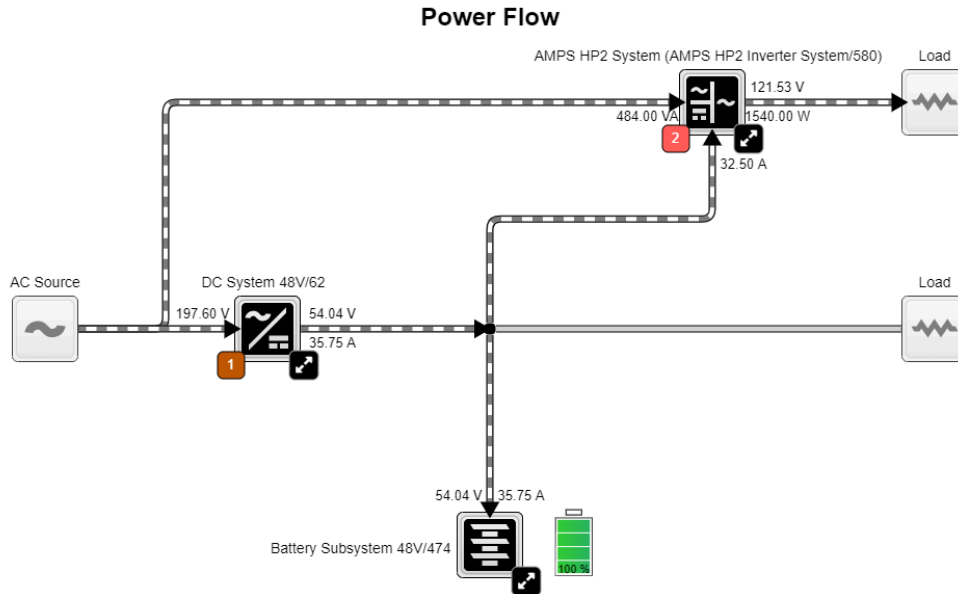 Power Flow
AMPS HP2 System (AMPS HP2 Inverter System/580)
Load
121.53 V
484.00 VA
1540.00 W
2
32.50 A
AC Source
DC System 48V/62
Load
197.60 V
54.04 V
35.75 A
1
54.04 V
35.75 A
Battery Subsystem 48V/474
100 %